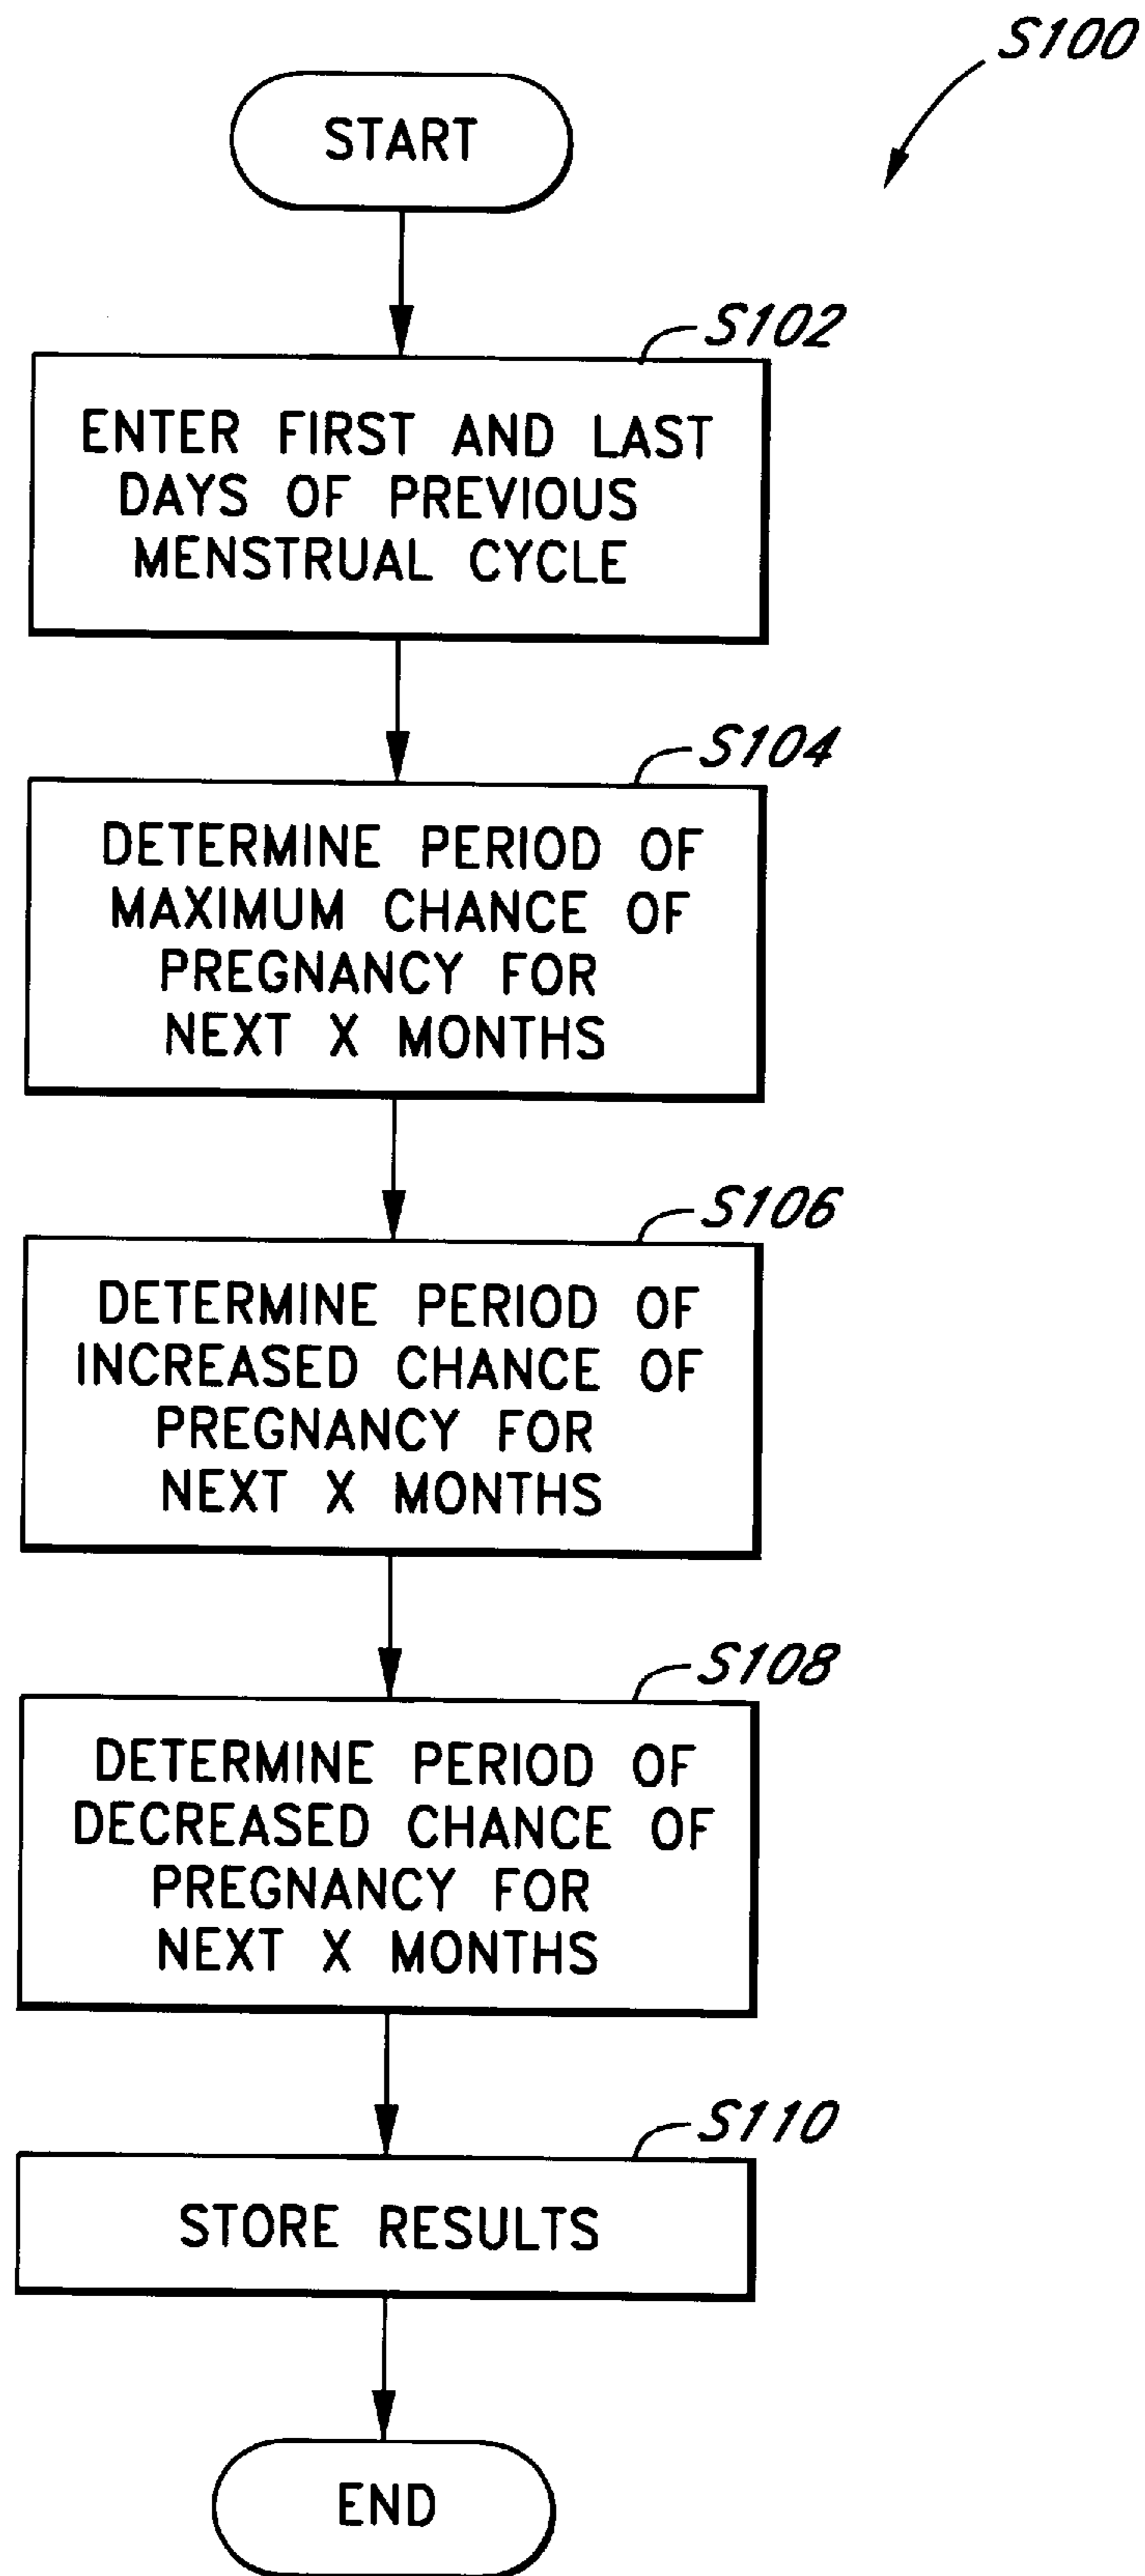 S100
START
S102
ENTER FIRST AND LAST
DAYS OF PREVIOUS
MENSTRUAL CYCLE
S104
DETERMINE PERIOD OF
MAXIMUM CHANCE OF
PREGNANCY FOR
NEXT X MONTHS
S106
DETERMINE PERIOD OF
INCREASED CHANCE OF
PREGNANCY FOR
NEXT X MONTHS
S108
DETERMINE PERIOD OF
DECREASED CHANCE OF
PREGNANCY FOR
NEXT X MONTHS
S110
STORE RESULTS
END